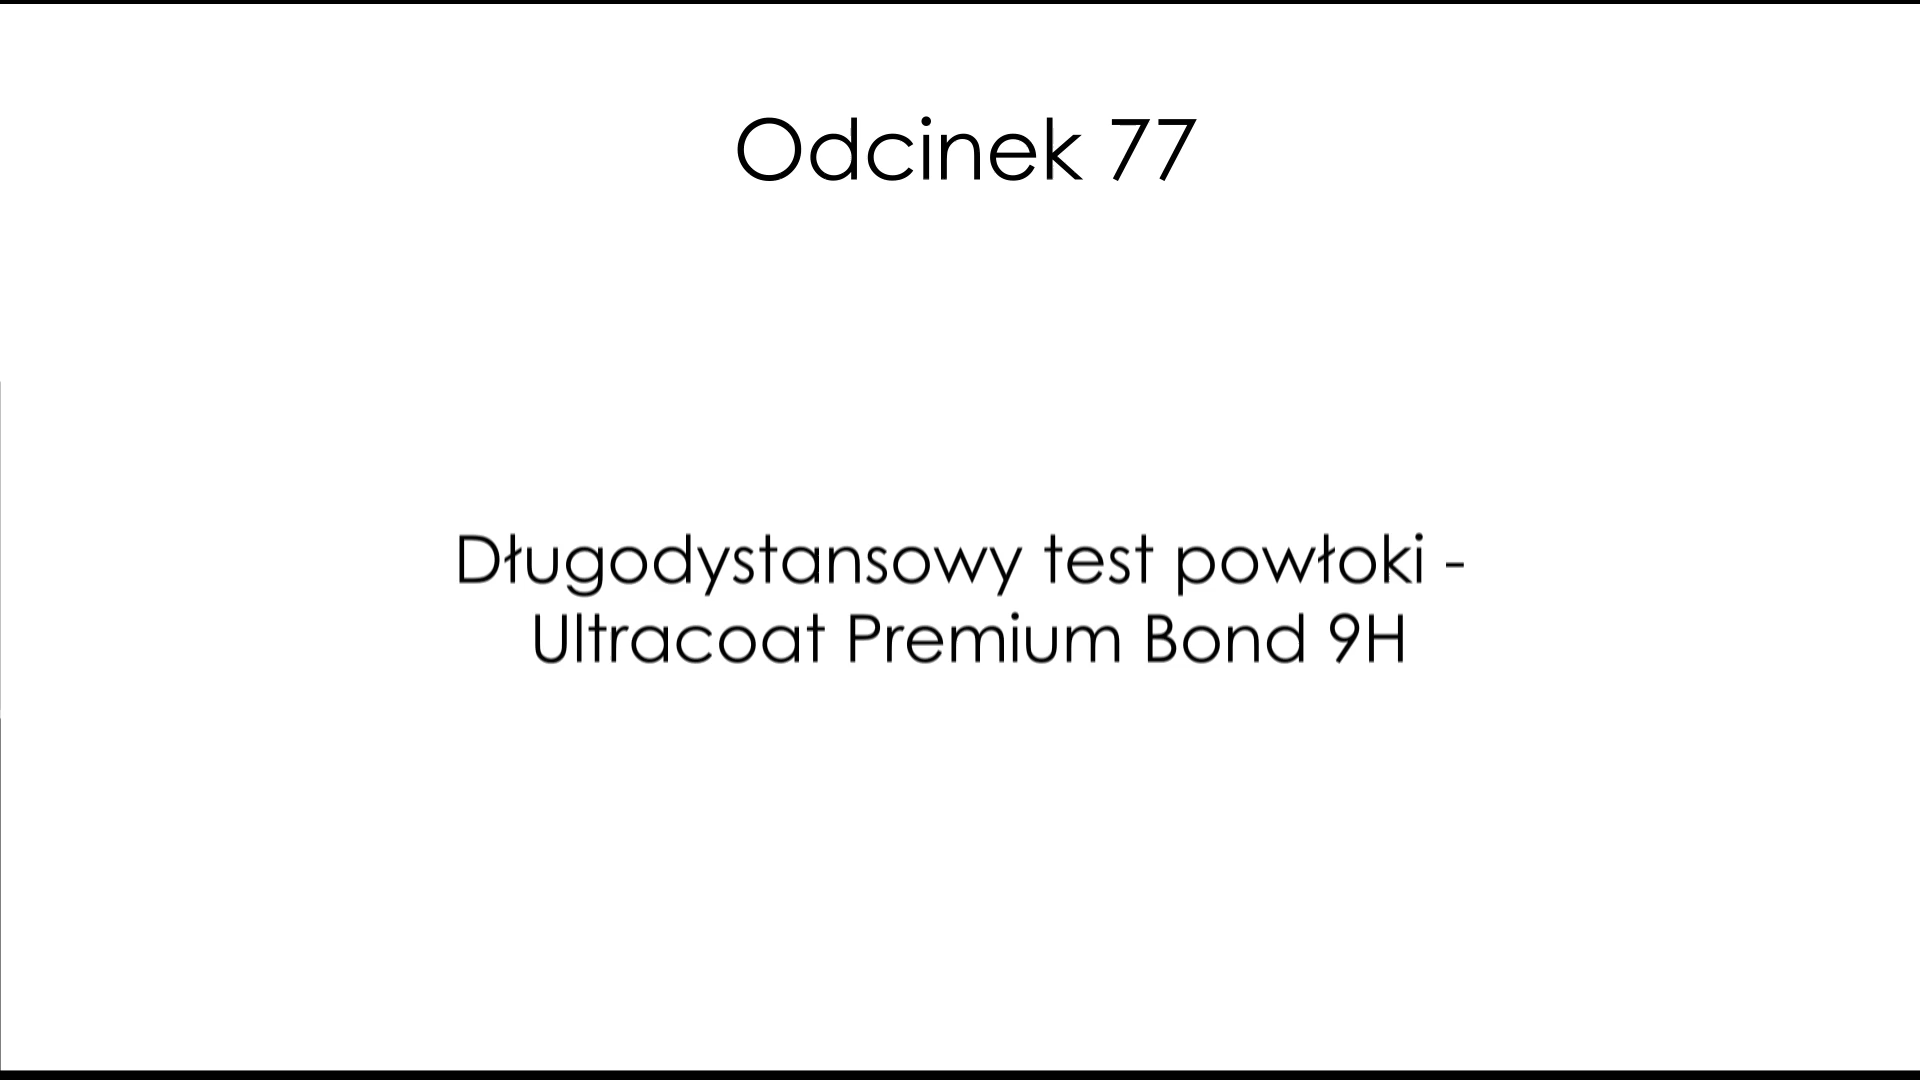 Odcinek 77
Długodystansowy test powłoki -
Ultracoat Premium Bond 9H